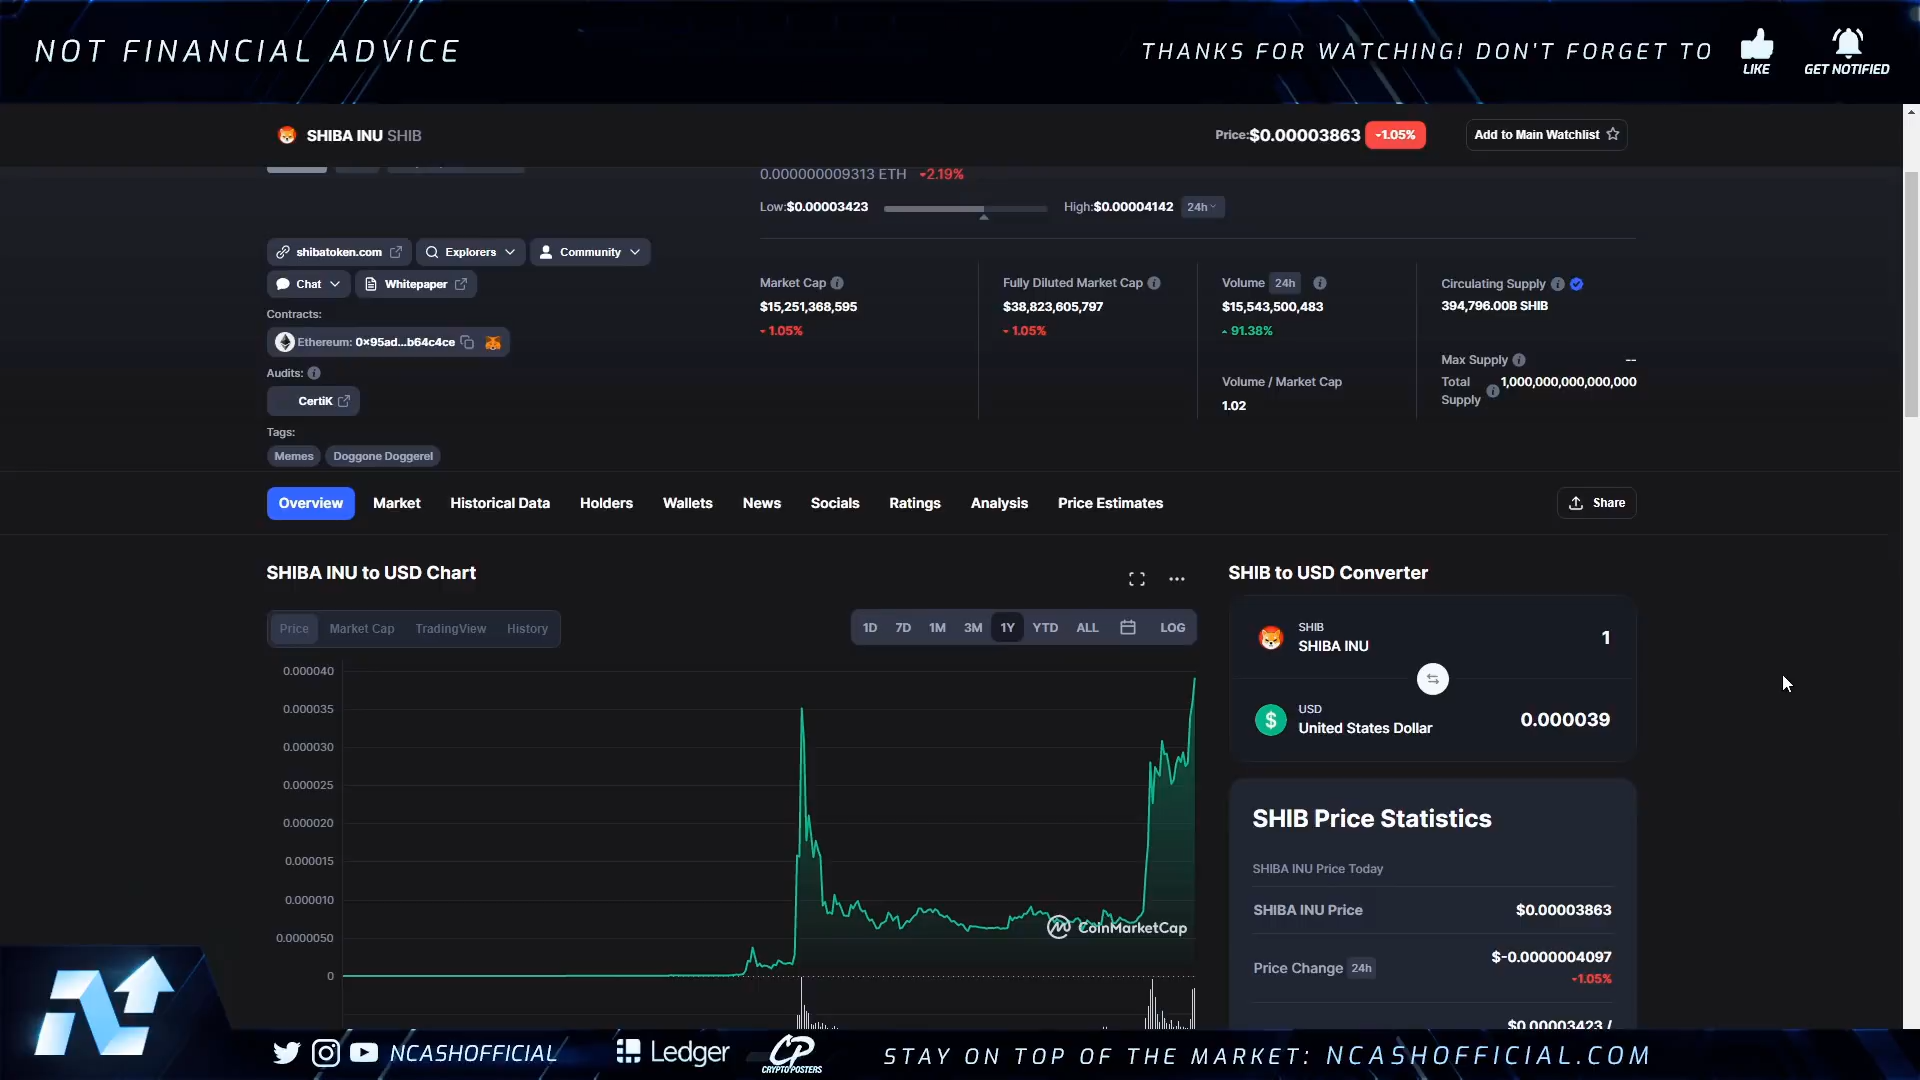 NOT FINANCIAL ADVICE
THANKS FOR WATCHING! DON'T FORGET TO
LIKE
GET NOTIFIED
SHIBA INU SHIB
Price:$0.00003863
-1.05%
Add to Main Watchlist
0.000000009313 ETH
2.19%
Low:$0.00003423
High:$0.00004142
24h
shibatoken.com
Explorers
Community
Chat
Whitepaper
Contracts:
Ethereum: 0x95ad...b64c4ce
Audits:
CertiK
Tags:
Memes
Doggone Doggerel
Market Cap
$15,251,368,595
1.05%
Fully Diluted Market Cap
$38,823,605,797
1.05%
Volume 24h
$15,543,500,483
91.38%
Volume / Market Cap
1.02
Circulating Supply
394,796.00B SHIB
Max Supply
--
Total Supply
1,000,000,000,000,000
Overview
Market
Historical Data
Holders
Wallets
News
Socials
Ratings
Analysis
Price Estimates
Share
SHIBA INU to USD Chart
Price
Market Cap
TradingView
History
1D
7D
1M
3M
1Y
YTD
ALL
LOG
0.000040
0.000035
0.000030
0.000025
0.000020
0.000015
0.000010
0.0000050
0
CoinMarketCap
SHIB to USD Converter
SHIB
SHIBA INU
1
USD
United States Dollar
0.000039
SHIB Price Statistics
SHIBA INU Price Today
SHIBA INU Price
$0.00003863
Price Change 24h
$-0.0000004097
-1.05%
$0.00003423 /
NCASHOFFICIAL
Ledger
CP
CRYPTOPOSTERS
STAY ON TOP OF THE MARKET: NCASHOFFICIAL.COM